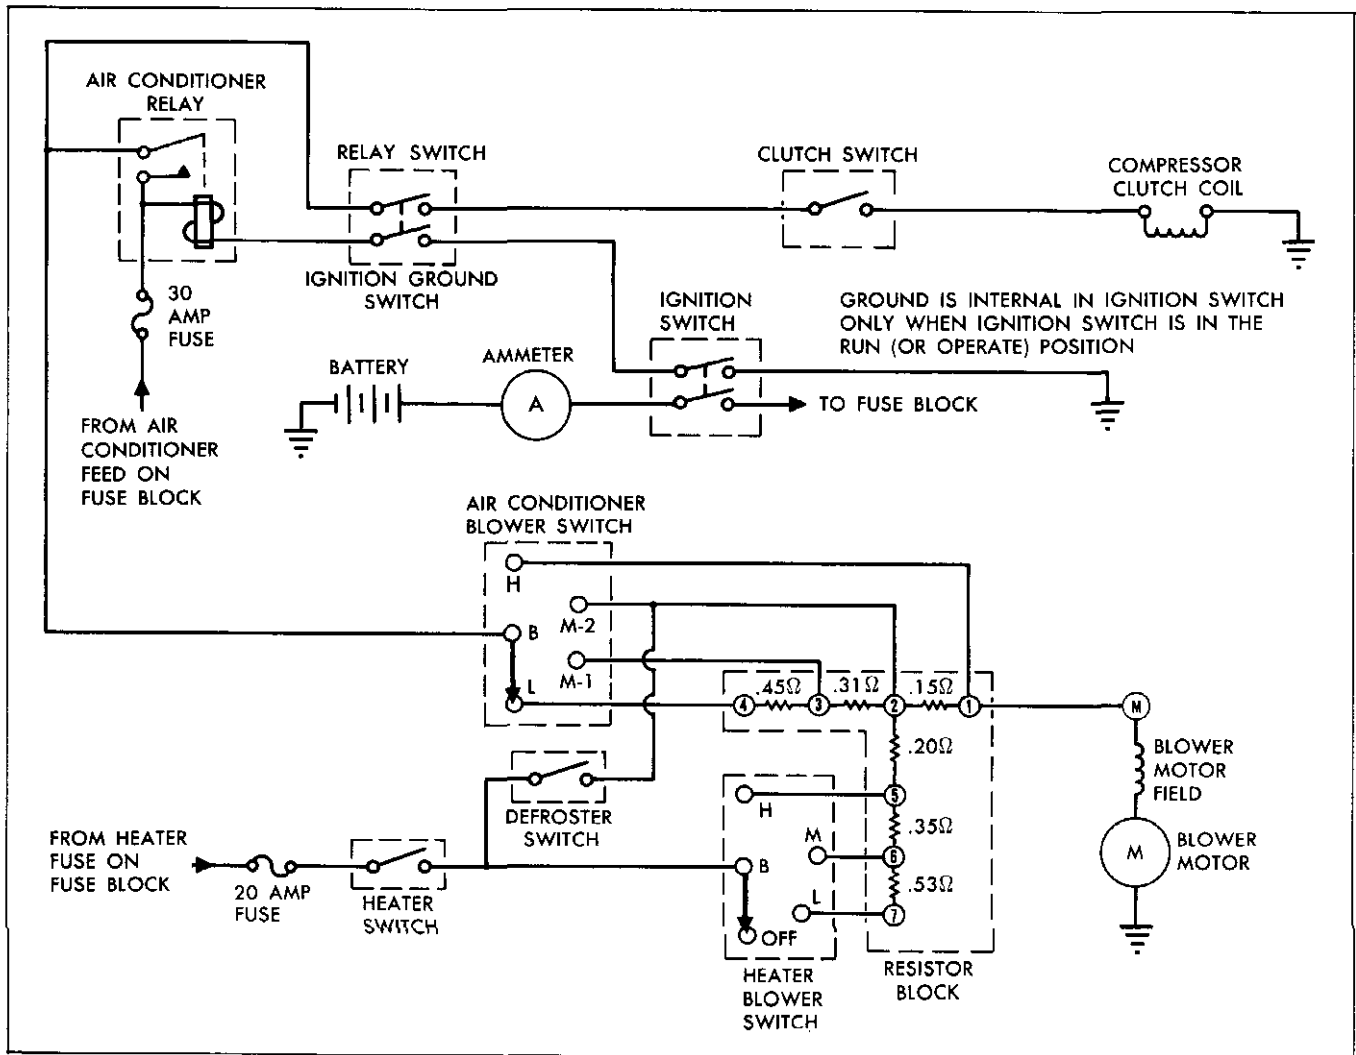 AIR CONDITIONER
RELAY
RELAY SWITCH
CLUTCH SWITCH
COMPRESSOR
CLUTCH COIL
IGNITION GROUND
SWITCH
30
AMP
FUSE
IGNITION
SWITCH
GROUND IS INTERNAL IN IGNITION SWITCH
ONLY WHEN IGNITION SWITCH IS IN THE
RUN (OR OPERATE) POSITION
BATTERY
AMMETER
A
TO FUSE BLOCK
FROM AIR
CONDITIONER
FEED ON
FUSE BLOCK
AIR CONDITIONER
BLOWER SWITCH
H
B
M-2
M-1
L
.45Ω
.31Ω
.15Ω
4
3
2
1
M
.20Ω
BLOWER
MOTOR
FIELD
5
.35Ω
6
.53Ω
7
M
BLOWER
MOTOR
DEFROSTER
SWITCH
H
M
B
L
OFF
FROM HEATER
FUSE ON
FUSE BLOCK
20 AMP
FUSE
HEATER
SWITCH
HEATER
BLOWER
SWITCH
RESISTOR
BLOCK